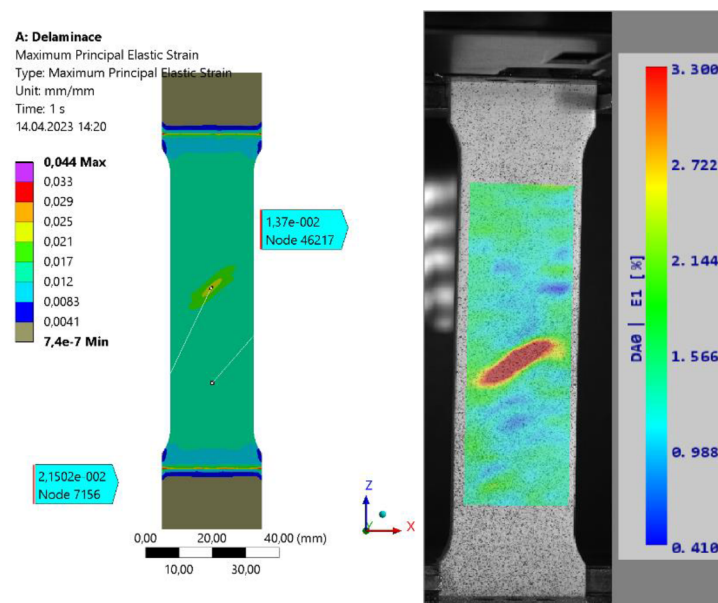 A: Delaminace
Maximum Principal Elastic Strain
Type: Maximum Principal Elastic Strain
Unit: mm/mm
Time: 1 s
14.04.2023 14:20
0,044 Max
0,033
0,029
0,025
0,021
0,017
0,012
0,0083
0,0041
7,4e-7 Min
1,37e-002
Node 46217
2,1502e-002
Node 7156
0,00
20,00
40,00 (mm)
10,00
30,00
Z
Y
X
3.300
2.722
2.144
1.566
0.988
0.410
DA0 | E1 [%]